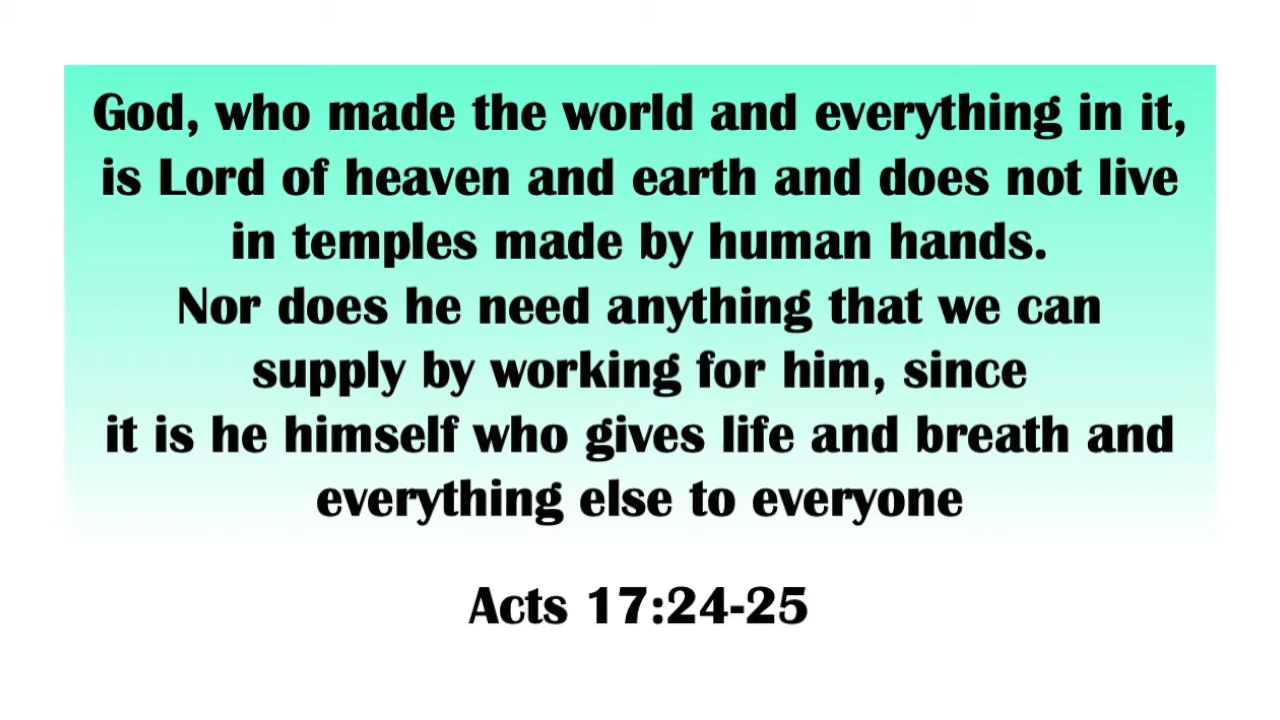 God, who made the world and everything in it,
is Lord of heaven and earth and does not live
in temples made by human hands.
Nor does he need anything that we can
supply by working for him, since
it is he himself who gives life and breath and
everything else to everyone
Acts 17:24-25